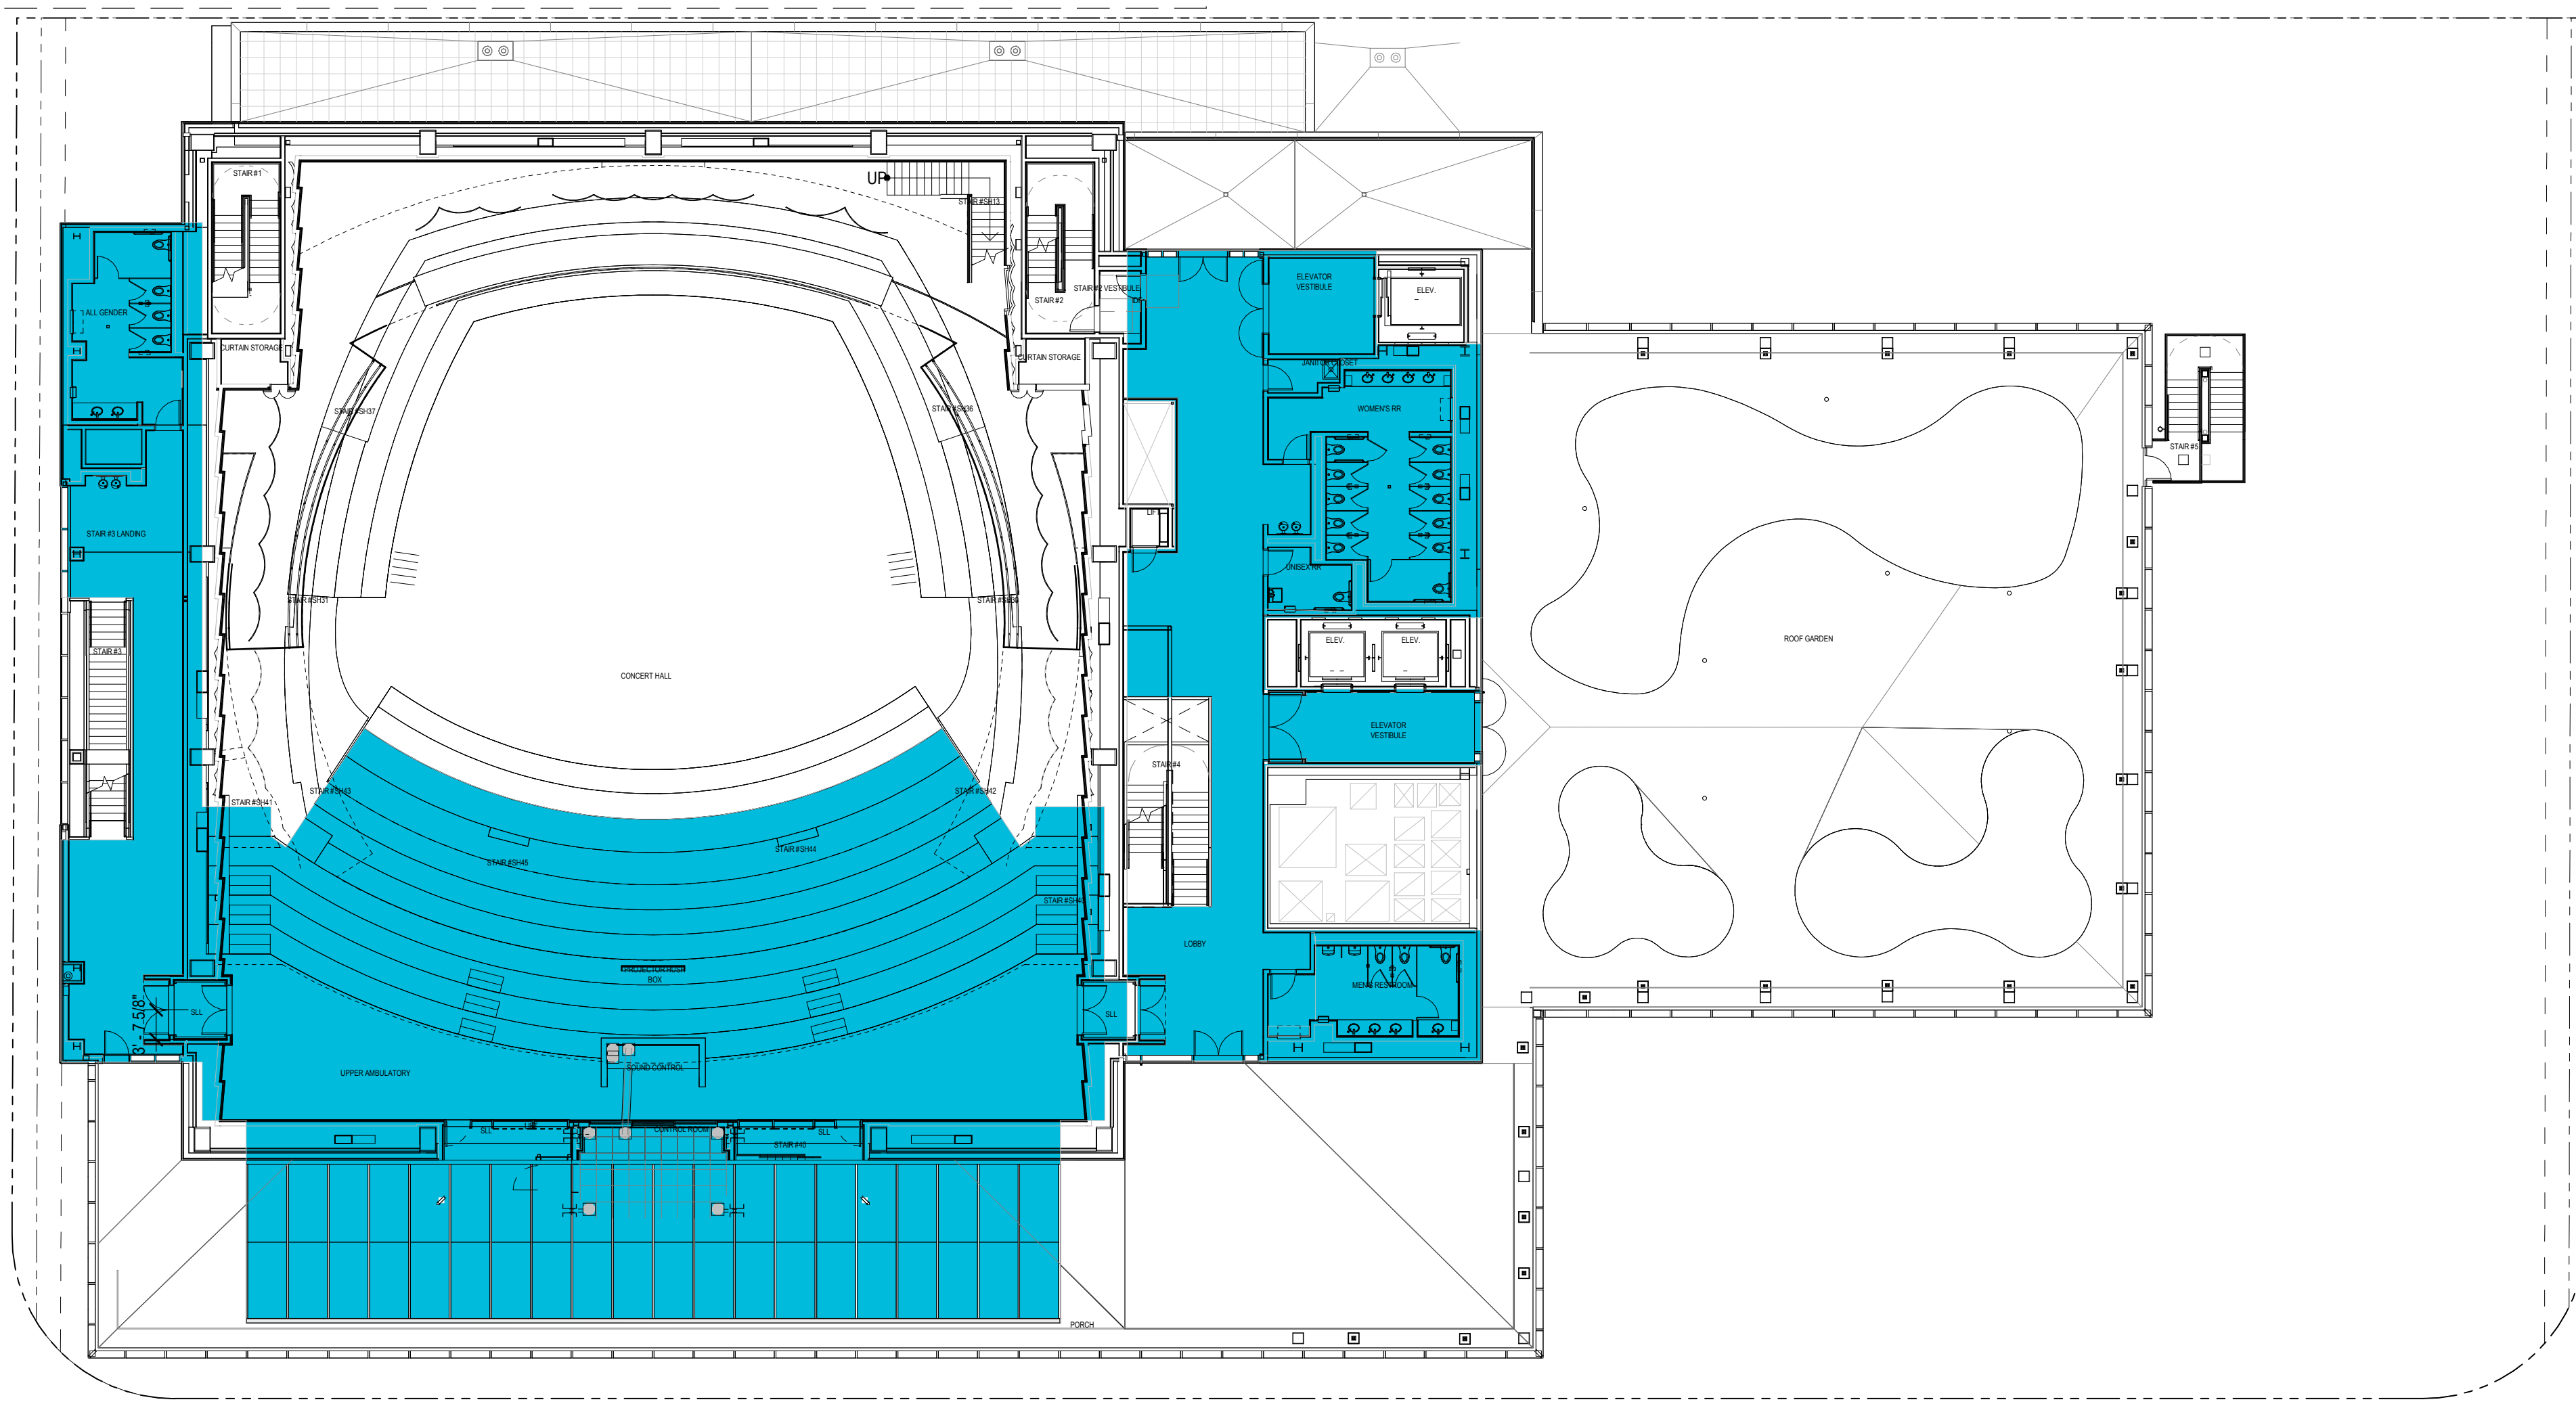 STAIR #1
UP
STAIR #SH13
STAIR #2 VESTIBULE
STAIR #2
ELEVATOR
VESTIBULE
ELEV.
ALL GENDER
CURTAIN STORAGE
CURTAIN STORAGE
JANITOR CLOSET
STAIR #SH37
STAIR #SH36
WOMEN'S RR
STAIR #5
STAIR #3 LANDING
LIFT
UNISEX RR
STAIR #SH31
STAIR #SH30
ELEV.
ELEV.
ROOF GARDEN
STAIR #3
CONCERT HALL
ELEVATOR
VESTIBULE
STAIR #4
STAIR #SH43
STAIR #SH42
STAIR #SH41
STAIR #SH45
STAIR #SH44
LOBBY
BOX
MEN'S RESTROOM
3' - 7 5/8"
SLL
SLL
SOUND CONTROL
UPPER AMBULATORY
SLL
CONTROL ROOM
SLL
STAIR #40
PORCH